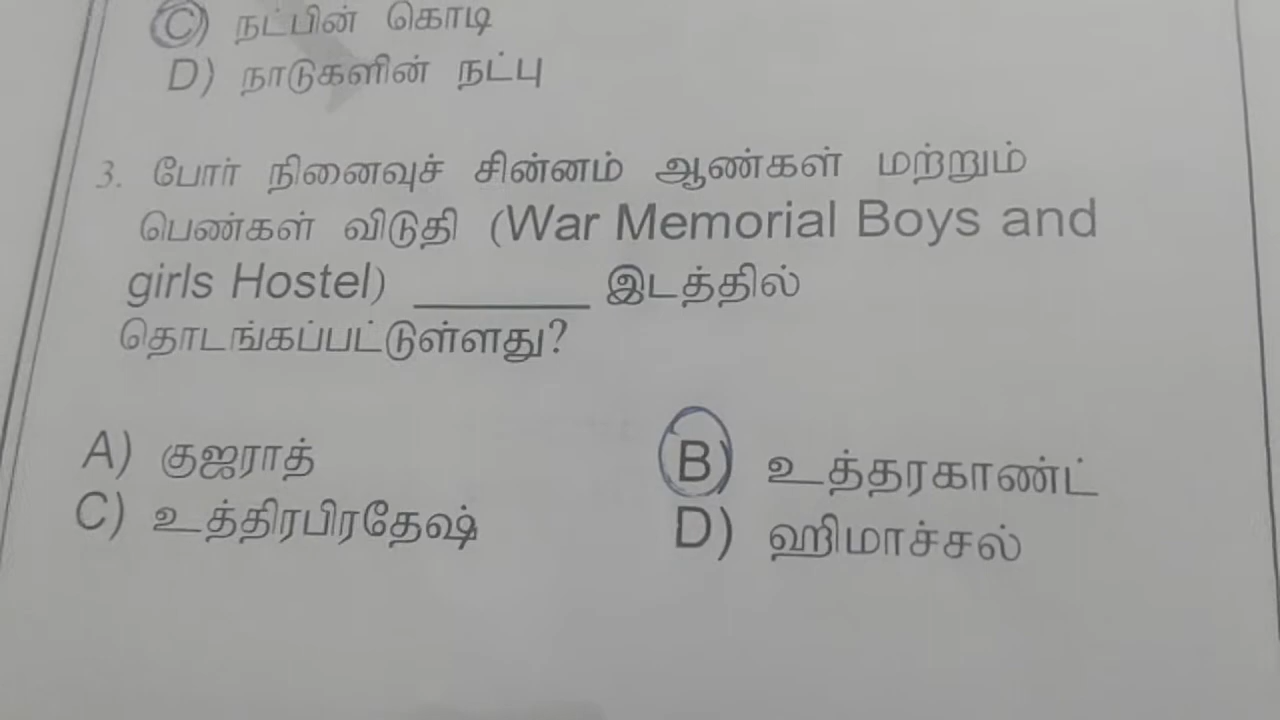 C) நட்பின் கொடி
D) நாடுகளின் நட்பு
3. போர் நினைவுச் சின்னம் ஆண்கள் மற்றும்
பெண்கள் விடுதி (War Memorial Boys and
girls Hostel) ________ இடத்தில்
தொடங்கப்பட்டுள்ளது?
A) குஜராத்
B) உத்தரகாண்ட்
C) உத்திரபிரதேஷ்
D) ஹிமாச்சல்